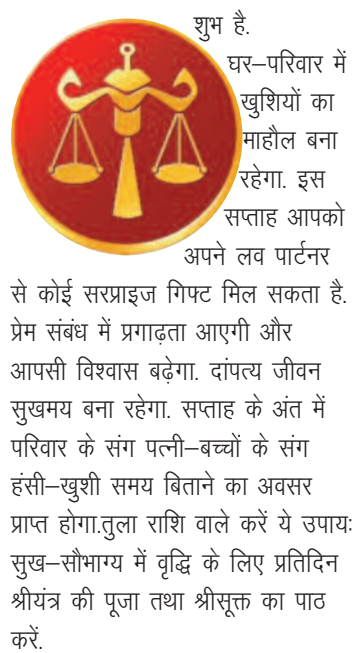 शुभ है.
घर–परिवार में
खुशियों का
माहौल बना
रहेगा. इस
सप्ताह आपको
अपने लव पार्टनर
से कोई सरप्राइज गिफ्ट मिल सकता है.
प्रेम संबंध में प्रगाढ़ता आएगी और
आपसी विश्वास बढ़ेगा. दांपत्य जीवन
सुखमय बना रहेगा. सप्ताह के अंत में
परिवार के संग पत्नी–बच्चों के संग
हंसी–खुशी समय बिताने का अवसर
प्राप्त होगा.तुला राशि वाले करें ये उपायः
सुख–सौभाग्य में वृद्धि के लिए प्रतिदिन
श्रीयंत्र की पूजा तथा श्रीसूक्त का पाठ
करें.